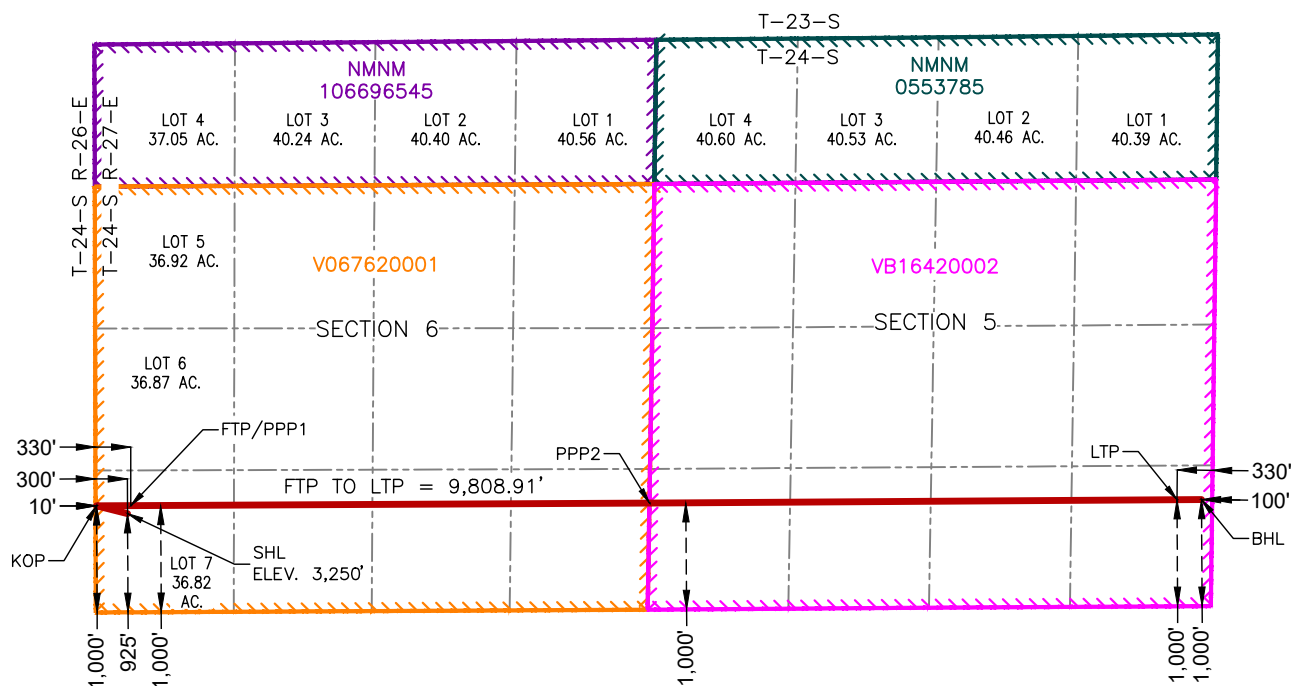 T-23-S
T-24-S
NMNM
106696545
NMNM
0553785
T-24-S R-26-E
T-24-S R-27-E
LOT 4
37.05 AC.
LOT 3
40.24 AC.
LOT 2
40.40 AC.
LOT 1
40.56 AC.
LOT 4
40.60 AC.
LOT 3
40.53 AC.
LOT 2
40.46 AC.
LOT 1
40.39 AC.
LOT 5
36.92 AC.
V067620001
VB16420002
SECTION 6
SECTION 5
LOT 6
36.87 AC.
FTP/PPP1
330'
300'
10'
KOP
FTP TO LTP = 9,808.91'
PPP2
LTP
330'
100'
BHL
SHL
ELEV. 3,250'
LOT 7
36.82
AC.
1,000'
925'
1,000'
1,000'
1,000'
1,000'